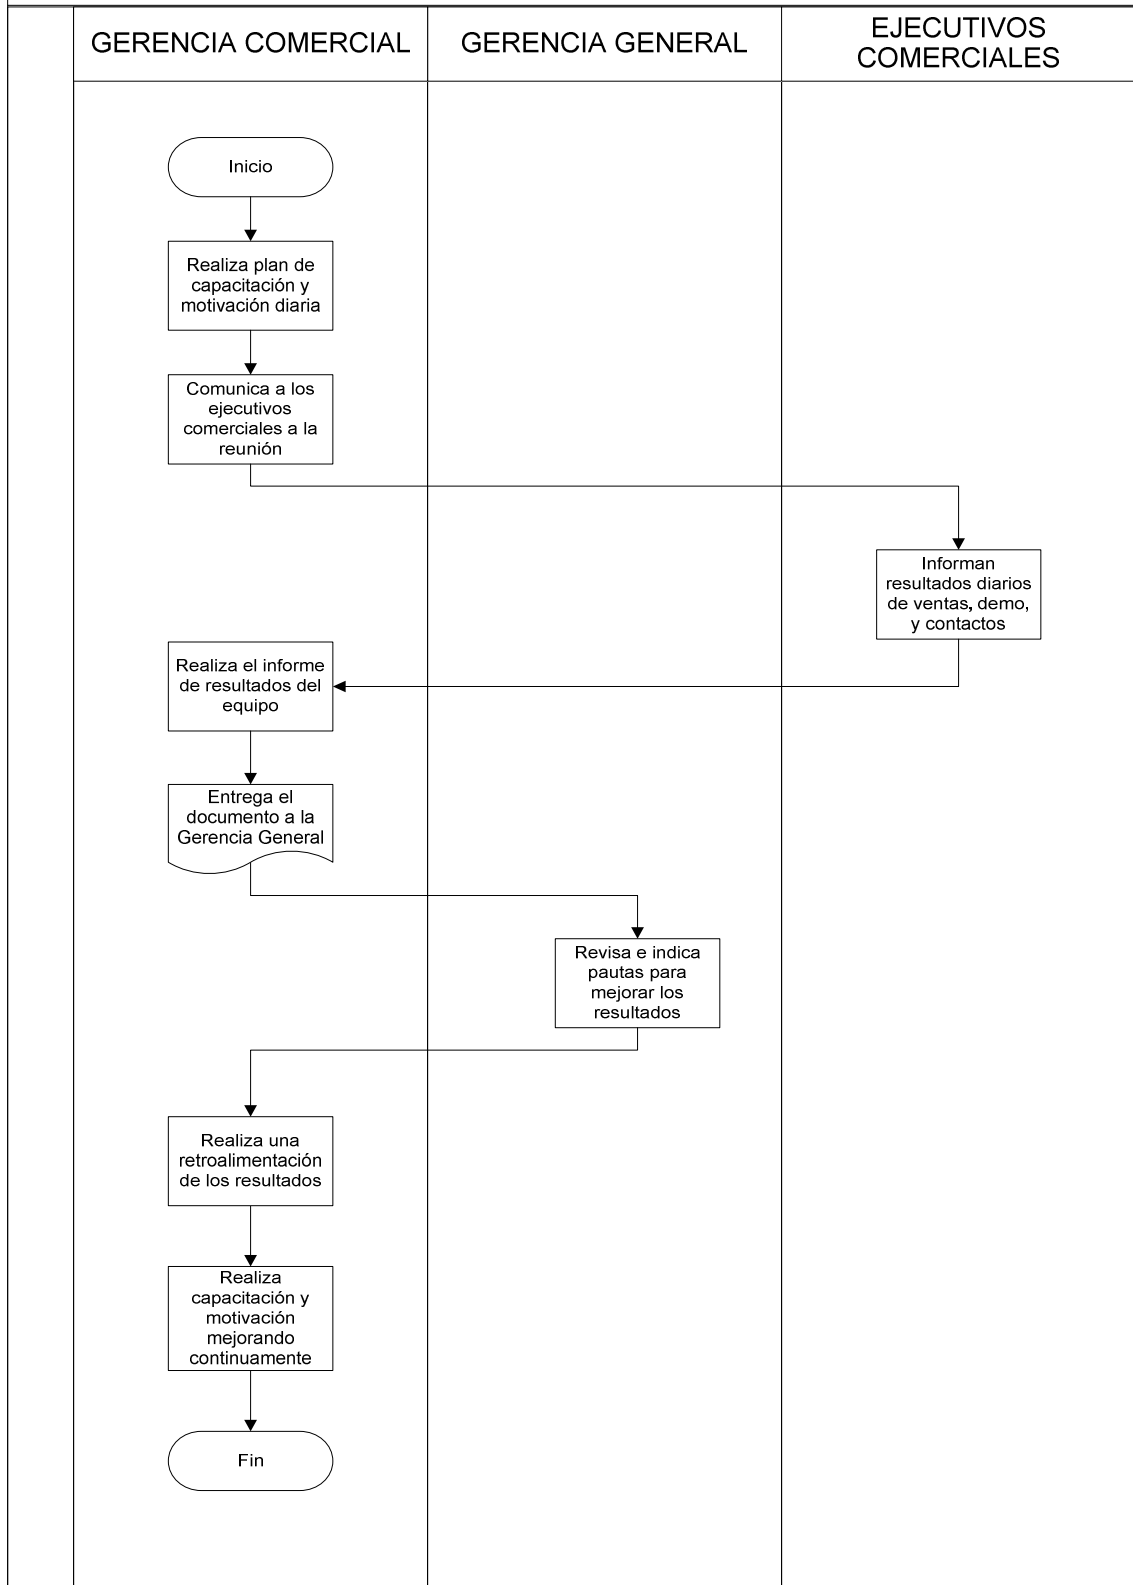 GERENCIA COMERCIAL
GERENCIA GENERAL
EJECUTIVOS
COMERCIALES
Inicio
Realiza plan de
capacitación y
motivación diaria
Comunica a los
ejecutivos
comerciales a la
reunión
Informan
resultados diarios
de ventas, demo,
y contactos
Realiza el informe
de resultados del
equipo
Entrega el
documento a la
Gerencia General
Revisa e indica
pautas para
mejorar los
resultados
Realiza una
retroalimentación
de los resultados
Realiza
capacitación y
motivación
mejorando
continuamente
Fin